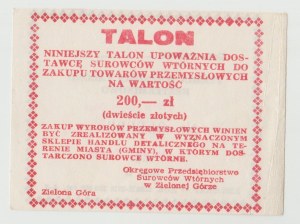 TALON
NINIEJSZY TALON UPOWAŻNIA DOS-
TAWCĘ SUROWCÓW WTÓRNYCH DO
ZAKUPU TOWARÓW PRZEMYSŁOWYCH
NA WARTOŚĆ
200,— zł
(dwieście złotych)
ZAKUP WYROBÓW PRZEMYSŁOWYCH WINIEN
BYĆ ZREALIZOWANY W WYZNACZONYM
SKLEPIE HANDLU DETALICZNEGO NA TE-
RENIE MIASTA (GMINY), W KTÓRYM DOS-
TARCZONO SUROWCE WTÓRNE.
Okręgowe Przedsiębiorstwo
Surowców Wtórnych
w Zielonej Górze
Zielona Góra